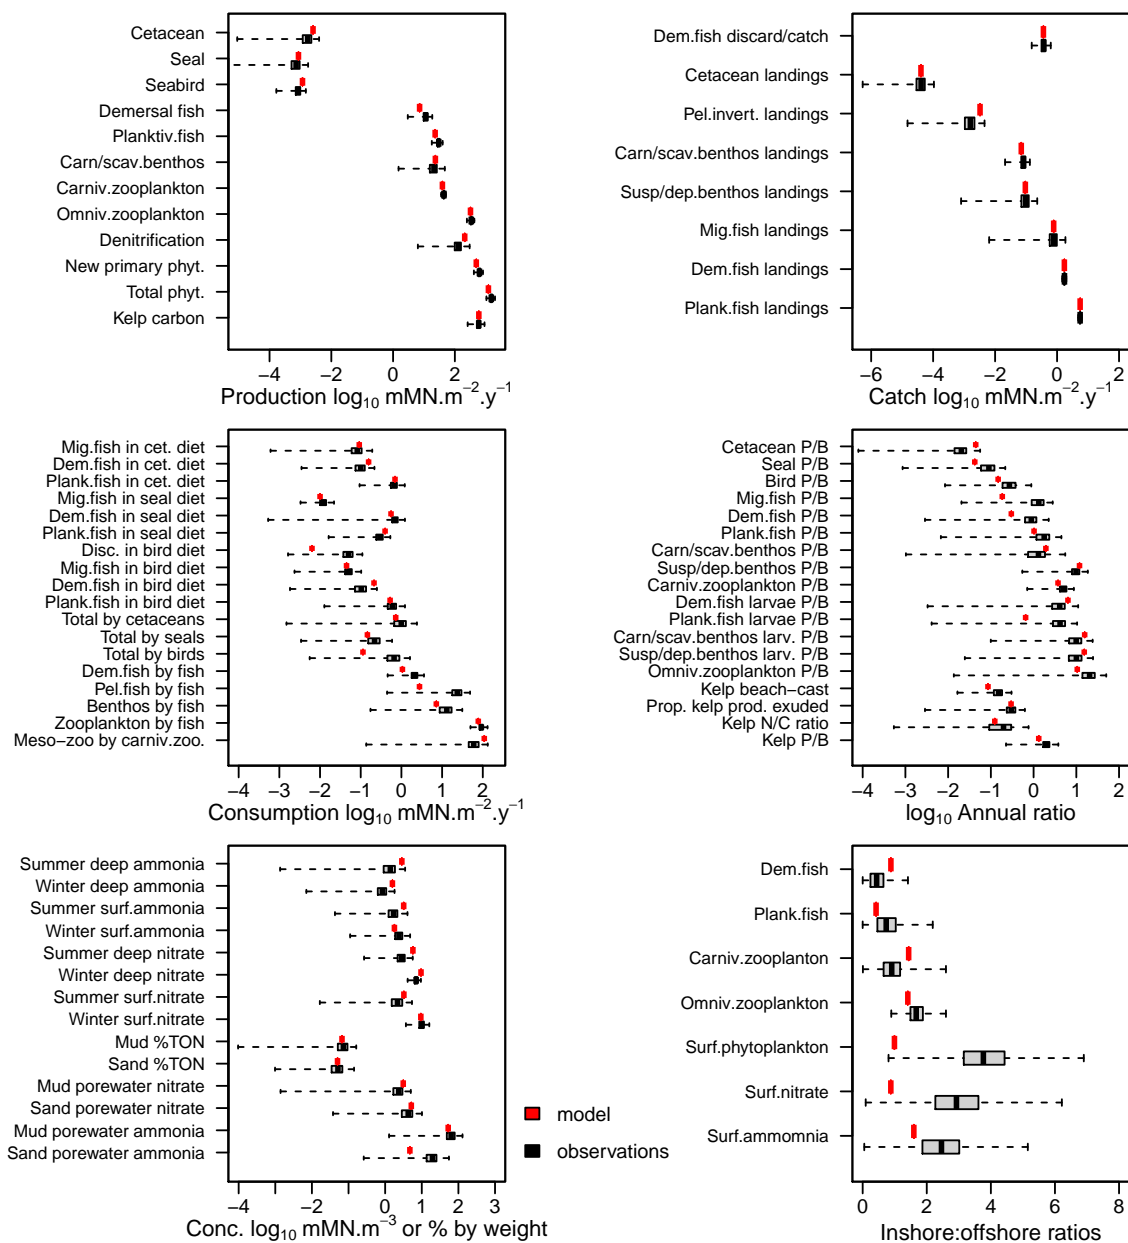 Cetacean
Seal
Seabird
Demersal fish
Planktiv.fish
Carn/scav.benthos
Carniv.zooplankton
Omniv.zooplankton
Denitrification
New primary phyt.
Total phyt.
Kelp carbon
−4 −2 0 2
Production log₁₀ mMN.m⁻².y⁻¹
Dem.fish discard/catch
Cetacean landings
Pel.invert. landings
Carn/scav.benthos landings
Susp/dep.benthos landings
Mig.fish landings
Dem.fish landings
Plank.fish landings
−6 −4 −2 0 2
Catch log₁₀ mMN.m⁻².y⁻¹
Mig.fish in cet. diet
Dem.fish in cet. diet
Plank.fish in cet. diet
Mig.fish in seal diet
Dem.fish in seal diet
Plank.fish in seal diet
Disc. in bird diet
Mig.fish in bird diet
Dem.fish in bird diet
Plank.fish in bird diet
Total by cetaceans
Total by seals
Total by birds
Dem.fish by fish
Pel.fish by fish
Benthos by fish
Zooplankton by fish
Meso−zoo by carniv.zoo.
−4 −3 −2 −1 0 1 2
Consumption log₁₀ mMN.m⁻².y⁻¹
Cetacean P/B
Seal P/B
Bird P/B
Mig.fish P/B
Dem.fish P/B
Plank.fish P/B
Carn/scav.benthos P/B
Susp/dep.benthos P/B
Carniv.zooplankton P/B
Dem.fish larvae P/B
Plank.fish larvae P/B
Carn/scav.benthos larv. P/B
Susp/dep.benthos larv. P/B
Omniv.zooplankton P/B
Kelp beach−cast
Prop. kelp prod. exuded
Kelp N/C ratio
Kelp P/B
−4 −3 −2 −1 0 1 2
log₁₀ Annual ratio
Summer deep ammonia
Winter deep ammonia
Summer surf.ammonia
Winter surf.ammonia
Summer deep nitrate
Winter deep nitrate
Summer surf.nitrate
Winter surf.nitrate
Mud %TON
Sand %TON
Mud porewater nitrate
Sand porewater nitrate
Mud porewater ammonia
Sand porewater ammonia
−4 −2 0 1 2 3
Conc. log₁₀ mMN.m⁻³ or % by weight
model
observations
Dem.fish
Plank.fish
Carniv.zooplanton
Omniv.zooplankton
Surf.phytoplankton
Surf.nitrate
Surf.ammomnia
0 2 4 6 8
Inshore:offshore ratios